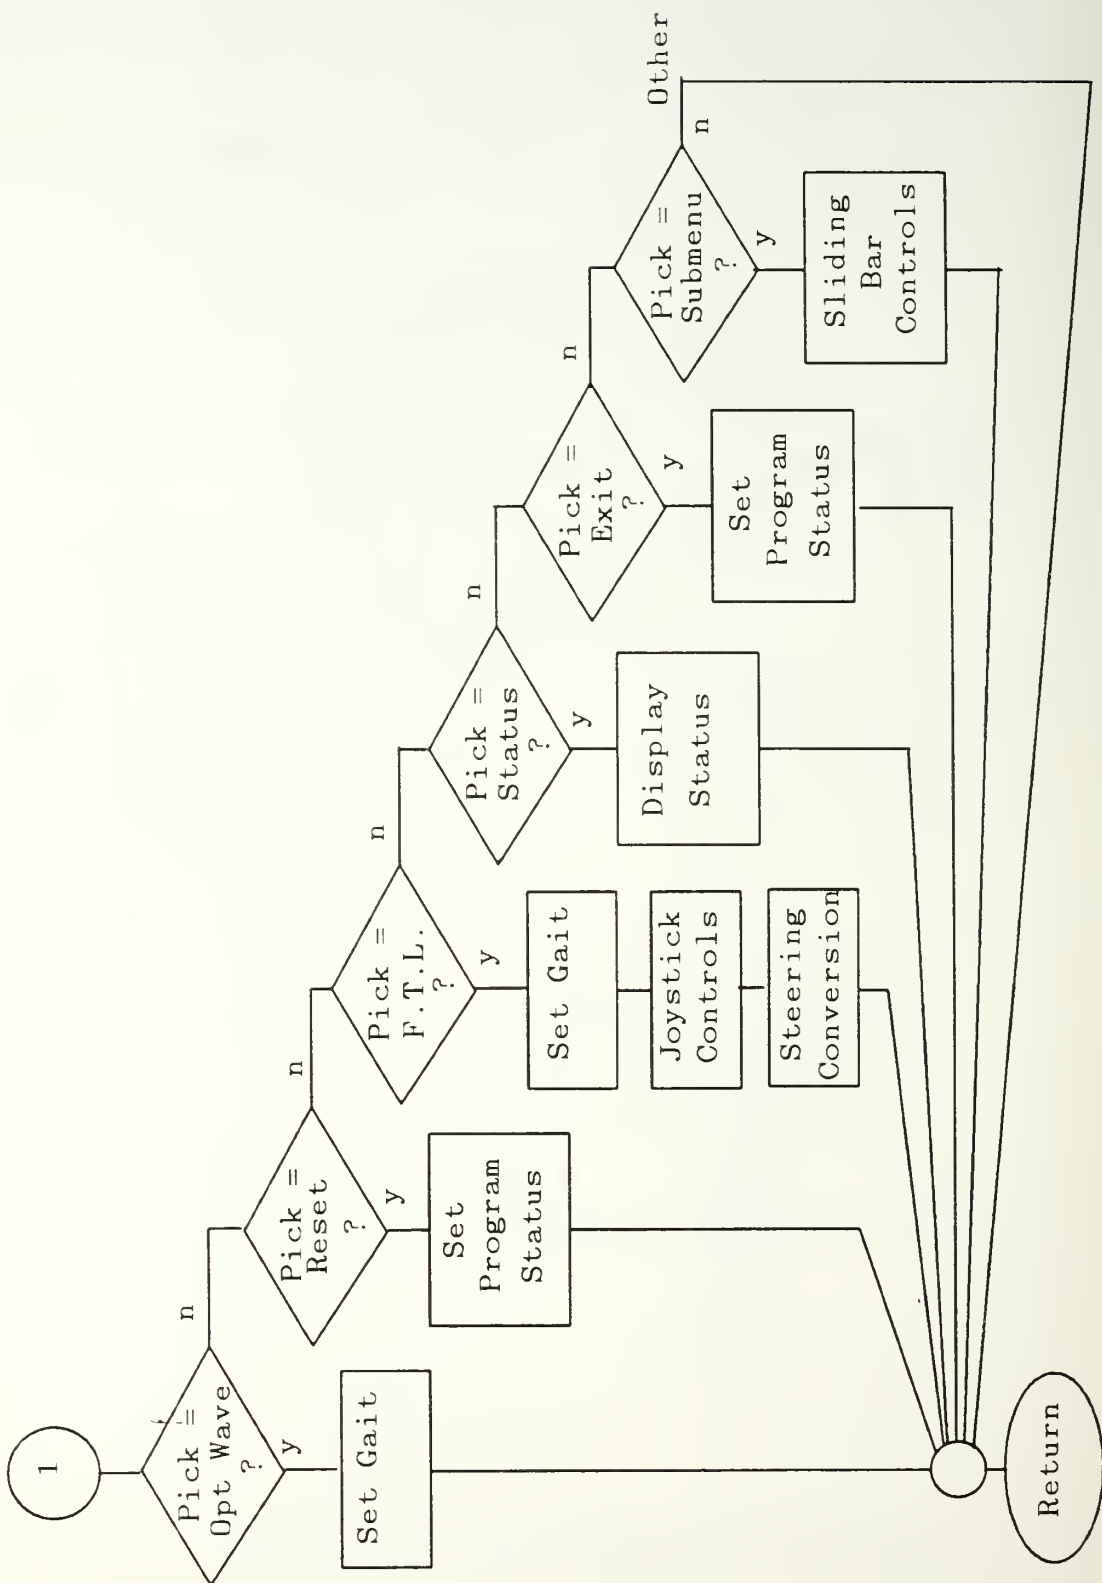 1
Pick =
Opt Wave
?
n
y
Set Gait
Pick =
Reset
?
n
y
Set
Program
Status
Pick =
F.T.L.
?
n
y
Set Gait
Joystick
Controls
Steering
Conversion
Pick =
Status
?
n
y
Display
Status
Pick =
Exit
?
n
y
Set
Program
Status
Pick =
Submenu
?
n
Other
y
Sliding
Bar
Controls
Return